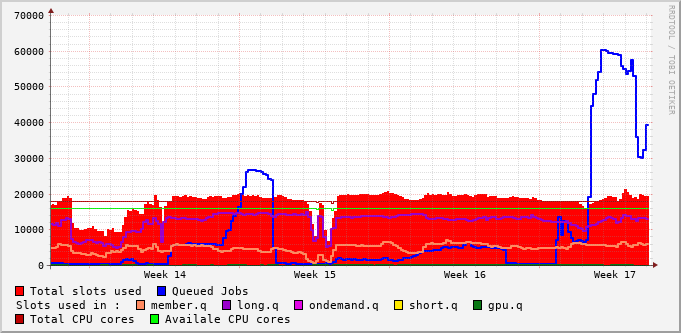 70000
60000
50000
40000
30000
20000
10000
0
Week 14 Week 15 Week 16 Week 17
Total slots used Queued Jobs
Slots used in : member.q long.q ondemand.q short.q gpu.q
Total CPU cores Availale CPU cores
RRDTOOL / TOBI OETIKER